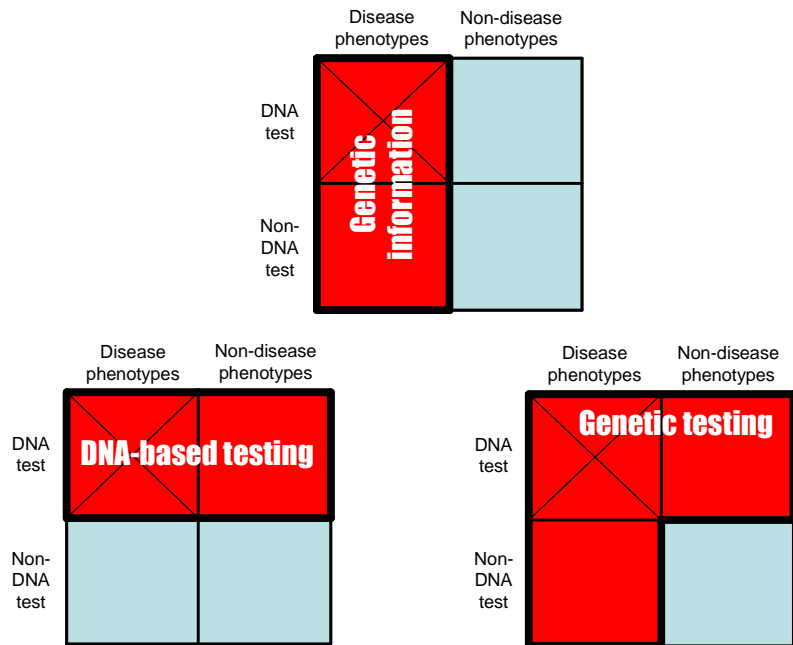 Disease
phenotypes
Non-disease
phenotypes
DNA
test
Genetic
information
Non-
DNA
test
Disease
phenotypes
Non-disease
phenotypes
DNA
test
DNA-based testing
Non-
DNA
test
Disease
phenotypes
Non-disease
phenotypes
DNA
test
Genetic testing
Non-
DNA
test